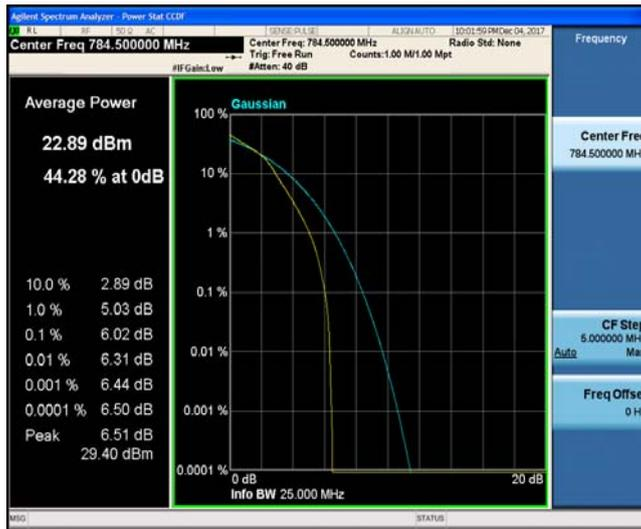 Agilent Spectrum Analyzer - Power Stat CCDF
RL RF 50 Ω AC SENSE:PULSE ALIGN AUTO 10:01:59 PM Dec 04, 2017
Center Freq 784.500000 MHz
Center Freq: 784.500000 MHz
Radio Std: None
Trig: Free Run
Counts:1.00 M/1.00 Mpt
#IFGain:Low
#Atten: 40 dB
Frequency
Average Power
22.89 dBm
44.28 % at 0dB
10.0 % 2.89 dB
1.0 % 5.03 dB
0.1 % 6.02 dB
0.01 % 6.31 dB
0.001 % 6.44 dB
0.0001 % 6.50 dB
Peak 6.51 dB
29.40 dBm
Gaussian
100 %
10 %
1 %
0.1 %
0.01 %
0.001 %
0.0001 %
0 dB
20 dB
Info BW 25.000 MHz
Center Fre
784.500000 MH
CF Step
5.000000 MH
Auto Ma
Freq Offse
0 H
MSG
STATUS